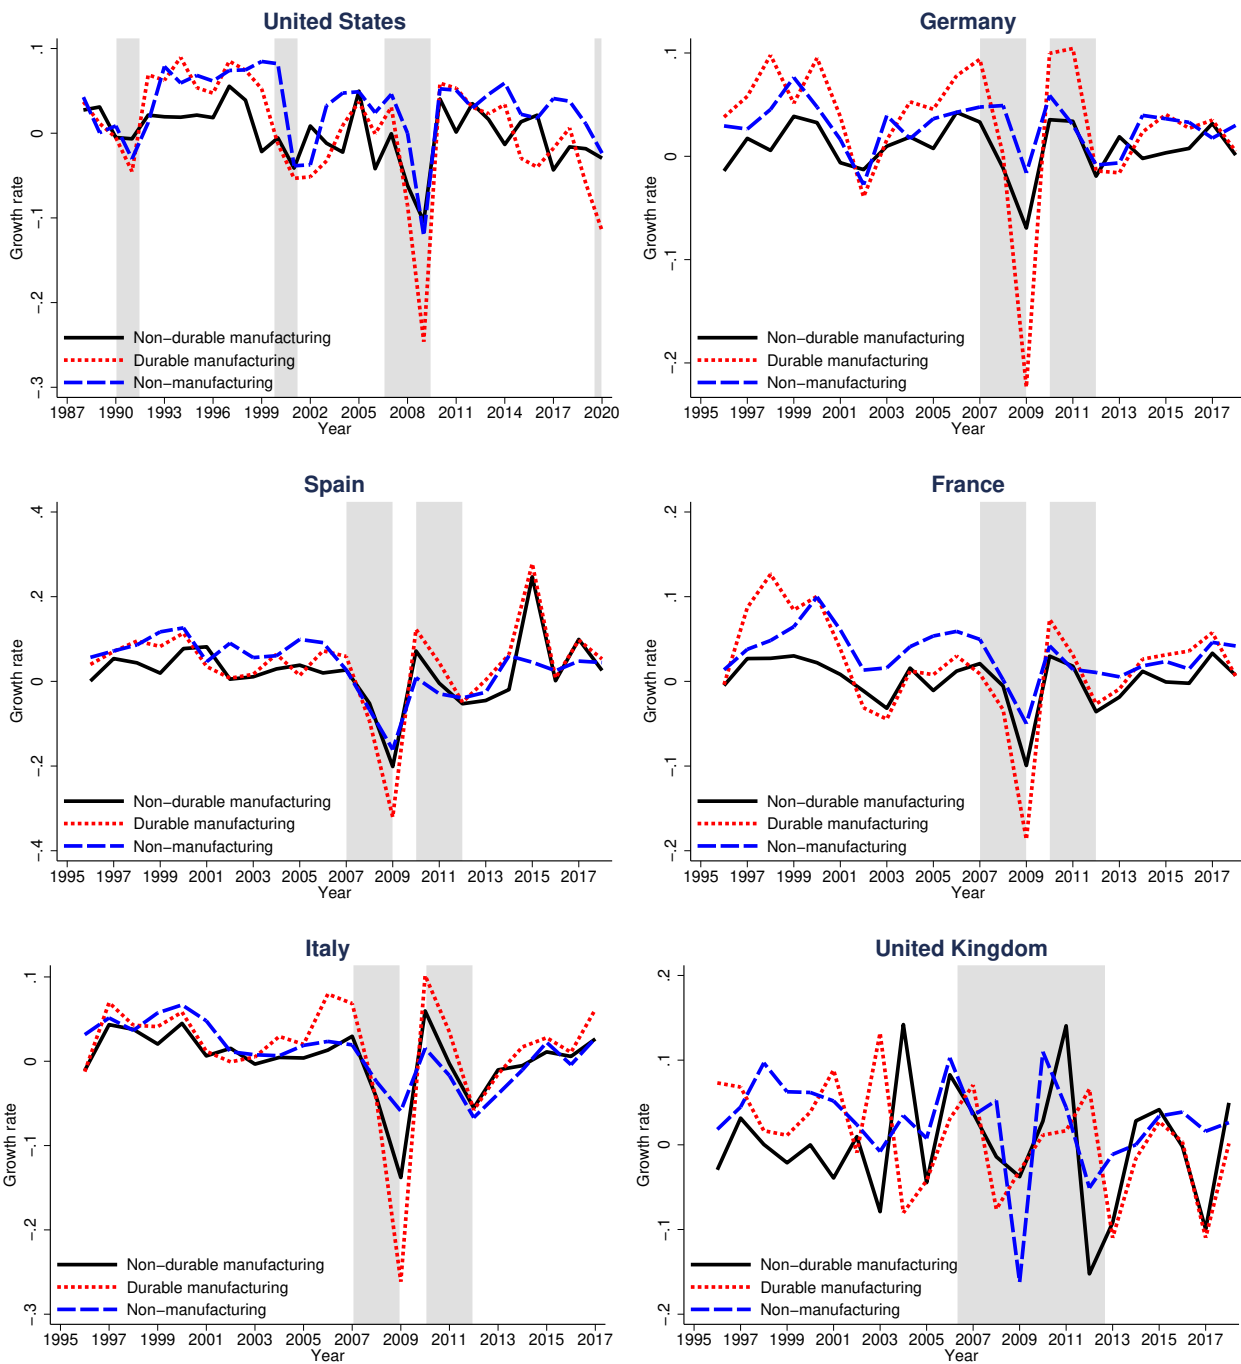 United States
.1
0
-.1
-.2
-.3
Growth rate
Non-durable manufacturing
Durable manufacturing
Non-manufacturing
1987 1990 1993 1996 1999 2002 2005 2008 2011 2014 2017 2020
Year
Germany
.1
0
-.1
-.2
Growth rate
Non-durable manufacturing
Durable manufacturing
Non-manufacturing
1995 1997 1999 2001 2003 2005 2007 2009 2011 2013 2015 2017
Year
Spain
.4
.2
0
-.2
-.4
Growth rate
Non-durable manufacturing
Durable manufacturing
Non-manufacturing
1995 1997 1999 2001 2003 2005 2007 2009 2011 2013 2015 2017
Year
France
.2
.1
0
-.1
-.2
Growth rate
Non-durable manufacturing
Durable manufacturing
Non-manufacturing
1995 1997 1999 2001 2003 2005 2007 2009 2011 2013 2015 2017
Year
Italy
.1
0
-.1
-.2
-.3
Growth rate
Non-durable manufacturing
Durable manufacturing
Non-manufacturing
1995 1997 1999 2001 2003 2005 2007 2009 2011 2013 2015 2017
Year
United Kingdom
.2
.1
0
-.1
-.2
Growth rate
Non-durable manufacturing
Durable manufacturing
Non-manufacturing
1995 1997 1999 2001 2003 2005 2007 2009 2011 2013 2015 2017
Year